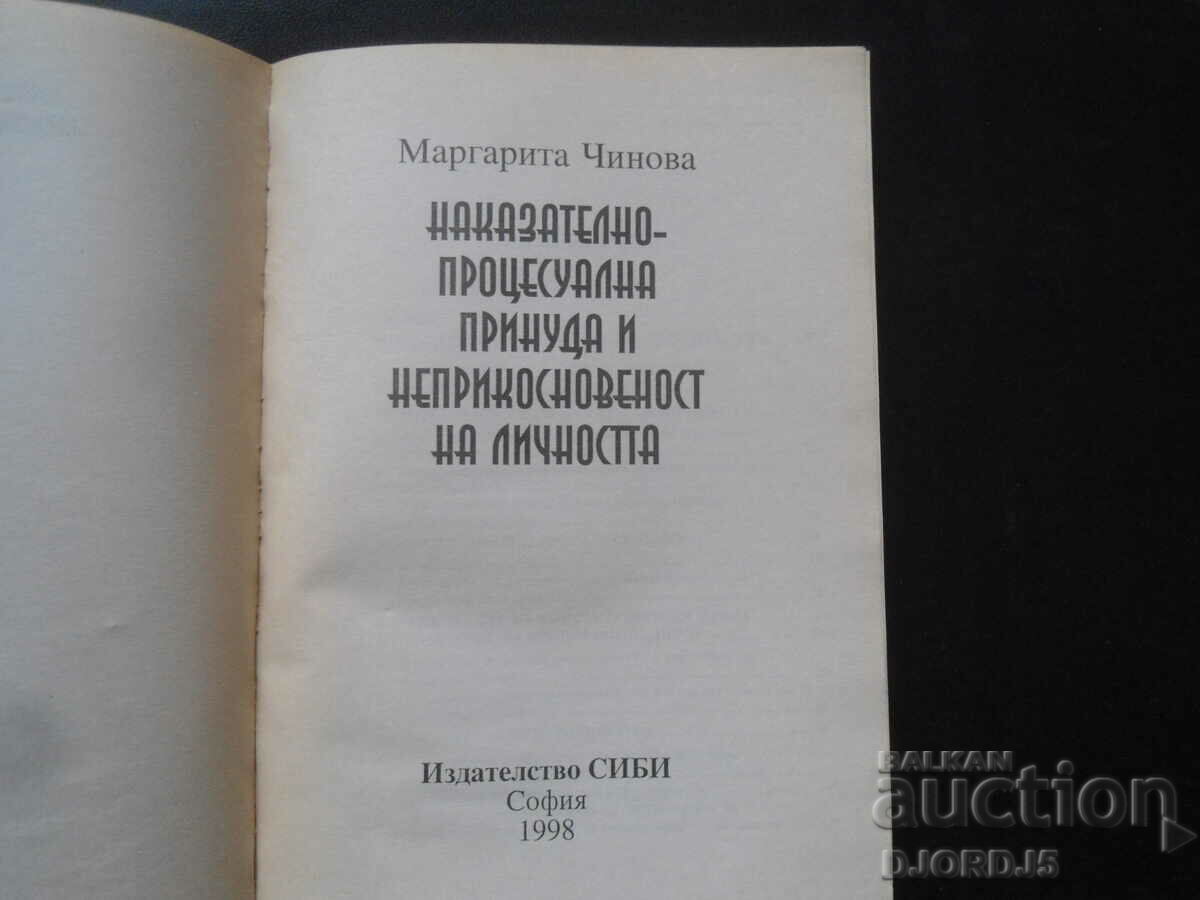 Маргарита Чинова
НАКАЗАТЕЛНО-
ПРОЦЕСУАЛНА
ПРИНУДА И
НЕПРИКОСНОВЕНОСТ
НА ЛИЧНОСТТА
Издателство СИБИ
София
1998
BALKAN
auction
DJORDJ5